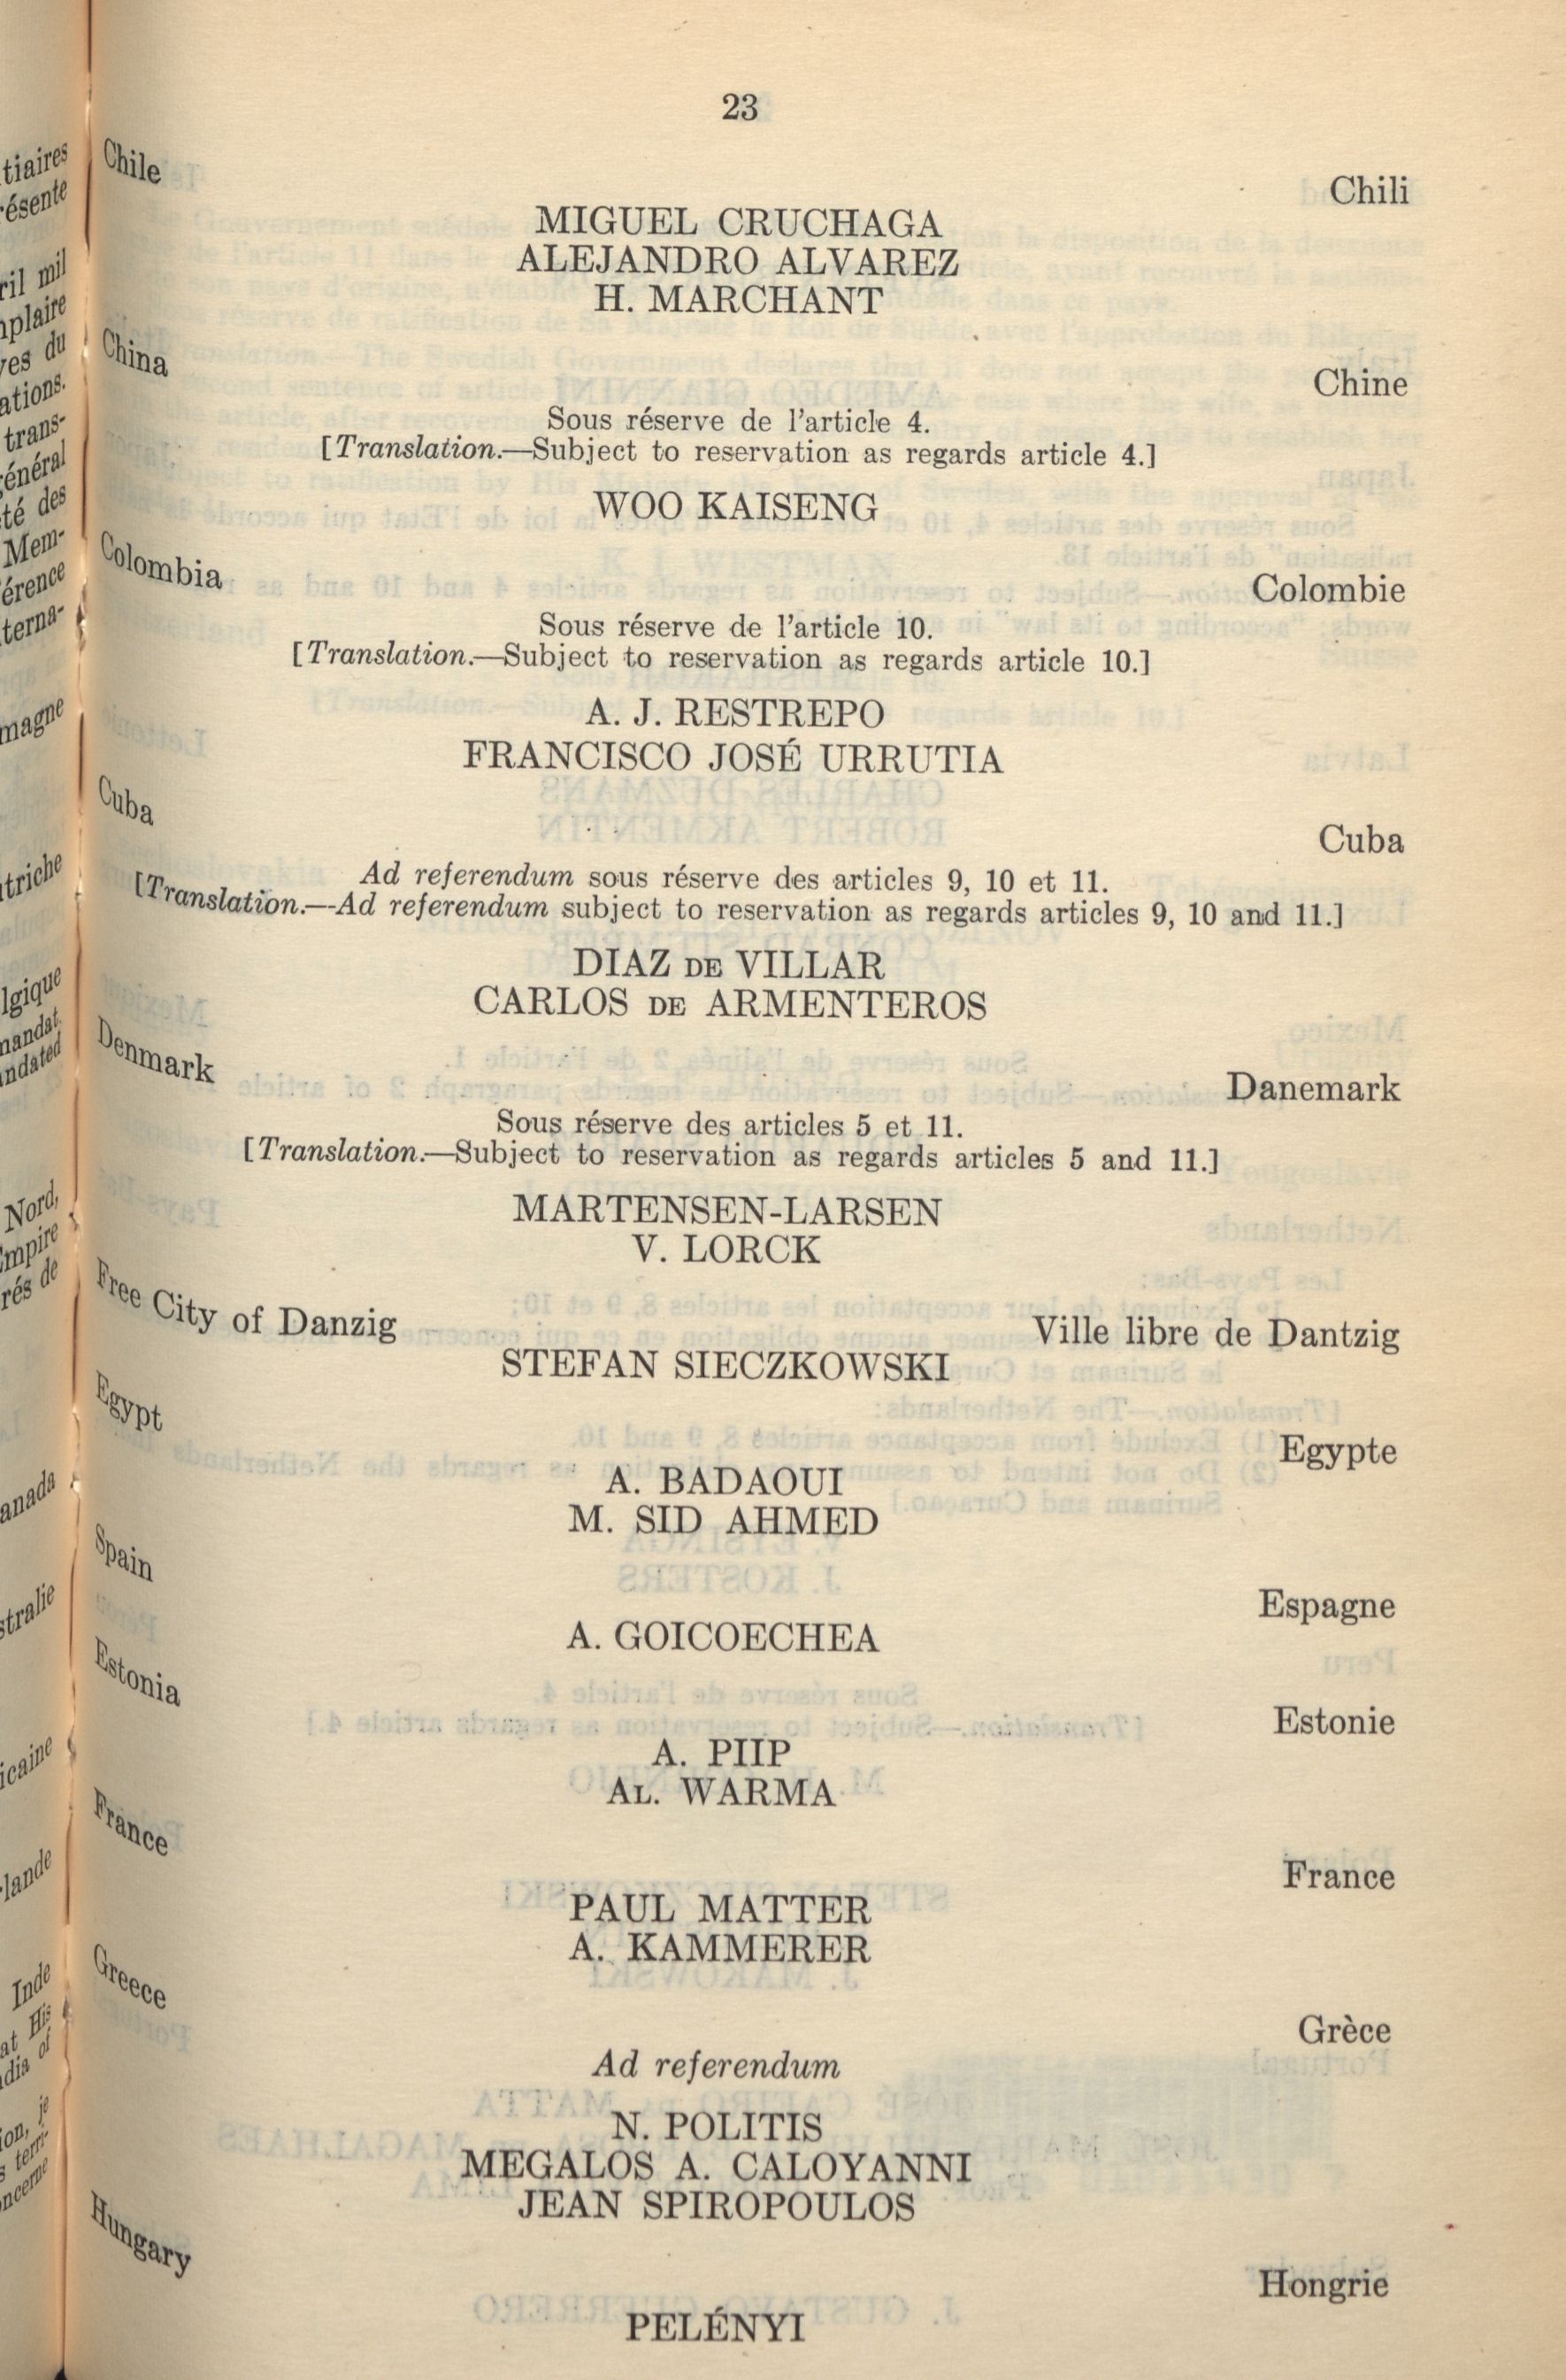 23
Chile Chili
MIGUEL CRUCHAGA
ALEJANDRO ALVAREZ
H. MARCHANT
China Chine
Sous réserve de l'article 4.
[Translation.—Subject to reservation as regards article 4.]
WOO KAISENG
Colombia Colombie
Sous réserve de l'article 10.
[Translation.—Subject to reservation as regards article 10.]
A. J. RESTREPO
FRANCISCO JOSÉ URRUTIA
Cuba Cuba
Ad referendum sous réserve des articles 9, 10 et 11.
[Translation.—Ad referendum subject to reservation as regards articles 9, 10 and 11.]
DIAZ DE VILLAR
CARLOS DE ARMENTEROS
Denmark Danemark
Sous réserve des articles 5 et 11.
[Translation.—Subject to reservation as regards articles 5 and 11.]
MARTENSEN-LARSEN
V. LORCK
Free City of Danzig Ville libre de Dantzig
STEFAN SIECZKOWSKI
Egypt Egypte
A. BADAOUI
M. SID AHMED
Spain Espagne
A. GOICOECHEA
Estonia Estonie
A. PIIP
AL. WARMA
France France
PAUL MATTER
A. KAMMERER
Greece Grèce
Ad referendum
N. POLITIS
MEGALOS A. CALOYANNI
JEAN SPIROPOULOS
Hungary Hongrie
PELÉNYI